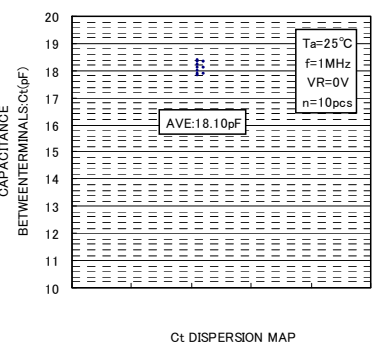 20
19
18
17
16
15
14
13
12
11
10
CAPACITANCE
BETWEENTERMINALS:Ct(pF)
Ta=25°C
f=1MHz
VR=0V
n=10pcs
AVE:18.10pF
Ct DISPERSION MAP